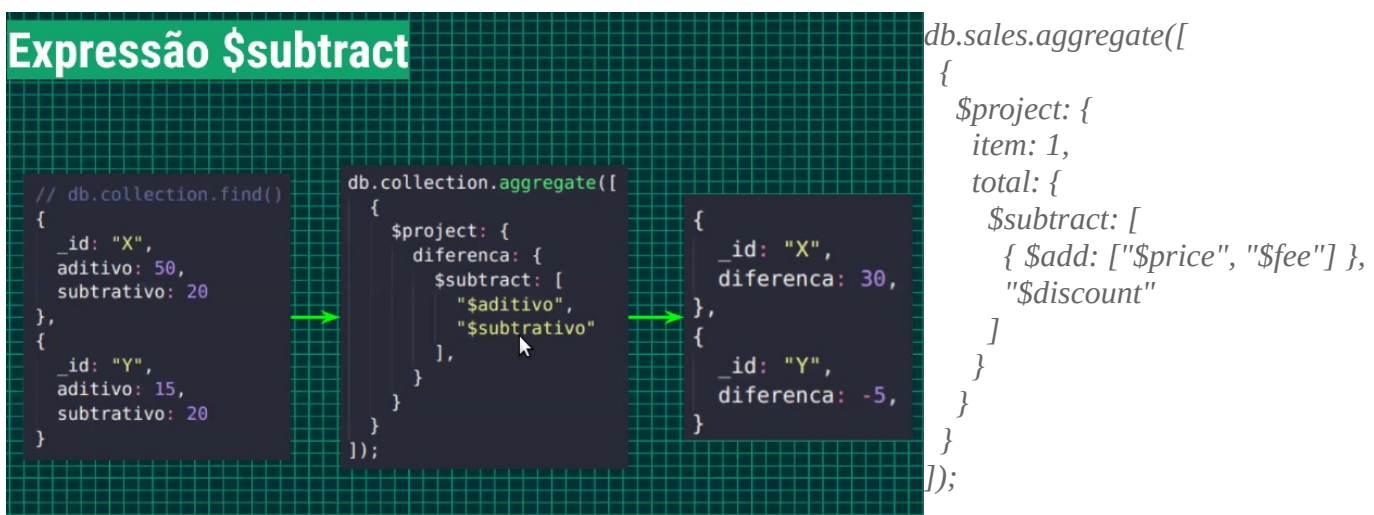 Expressão $subtract
// db.collection.find()
{
_id: "X",
aditivo: 50,
subtrativo: 20
},
{
_id: "Y",
aditivo: 15,
subtrativo: 20
}
db.collection.aggregate([
{
$project: {
diferenca: {
$subtract: [
"$aditivo",
"$subtrativo"
],
}
}
}
]);
{
_id: "X",
diferenca: 30,
},
{
_id: "Y",
diferenca: -5,
}
db.sales.aggregate([
{
$project: {
item: 1,
total: {
$subtract: [
{ $add: ["$price", "$fee"] },
"$discount"
]
}
}
}
]);